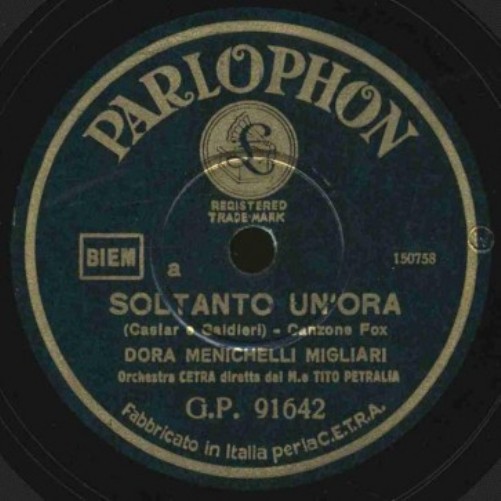 PARLOPHON
REGISTERED
TRADE-MARK
BIEM
a
150758
SOLTANTO UN'ORA
(Caslar e Galdieri) - Canzone Fox
DORA MENICHELLI MIGLIARI
Orchestra CETRA diretta dal M.o TITO PETRALIA
G.P. 91642
Fabbricato in Italia per la C.E.T.R.A.